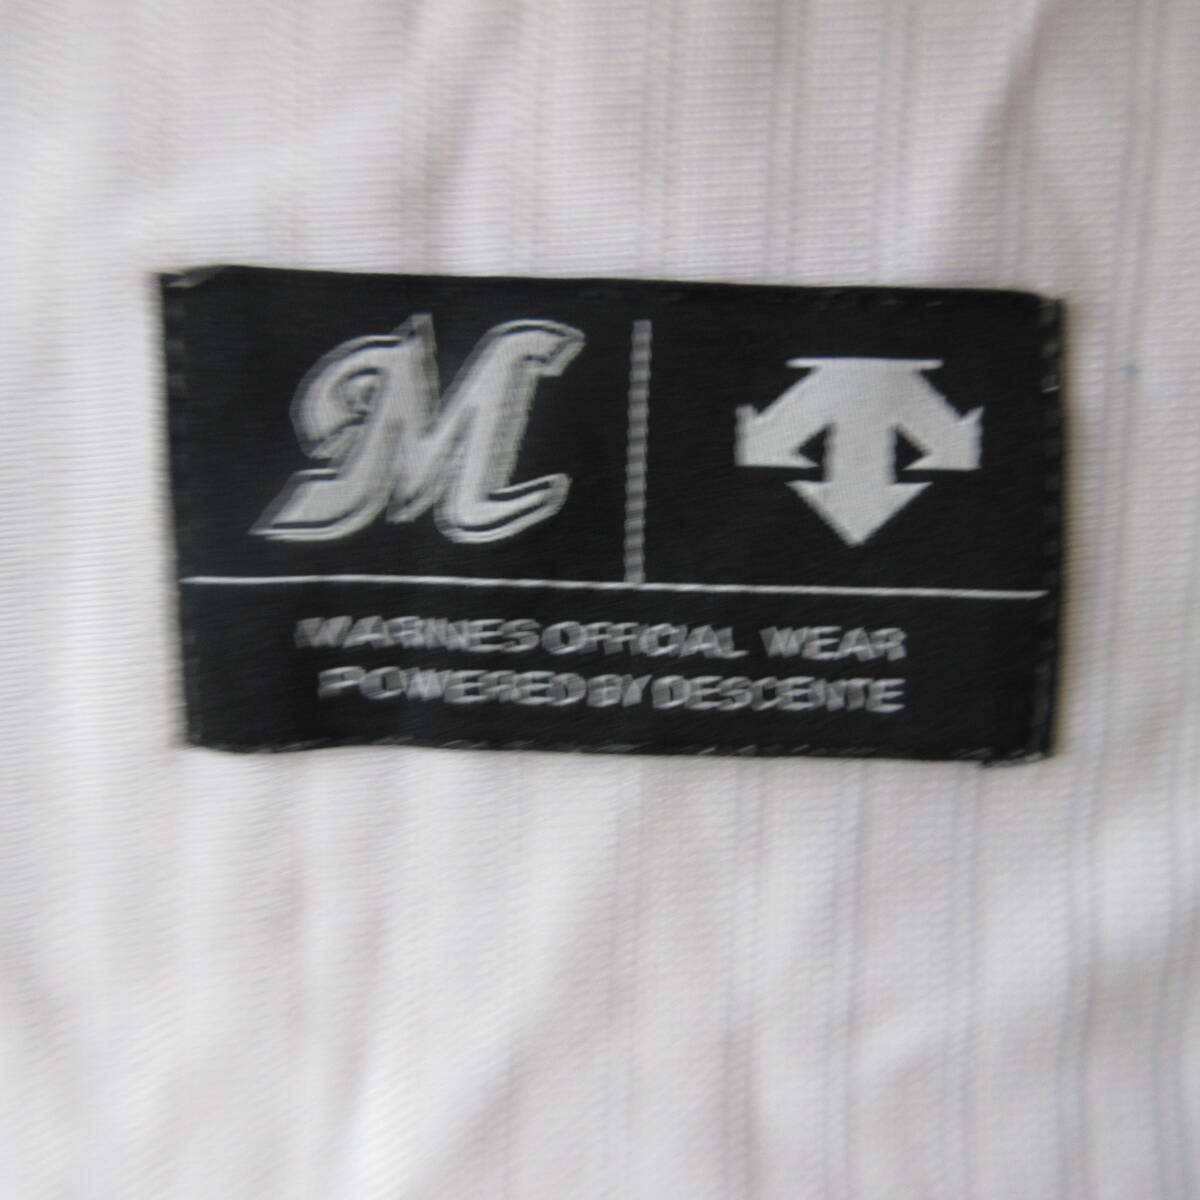 M
MARINES OFFICIAL WEAR
POWERED BY DESCENTE